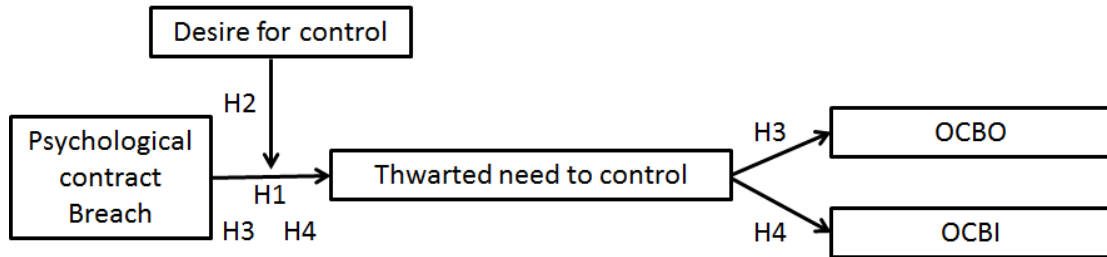 Desire for control
H2
Psychological
contract
Breach
H1
H3 H4
Thwarted need to control
H3
OCBO
H4
OCBI